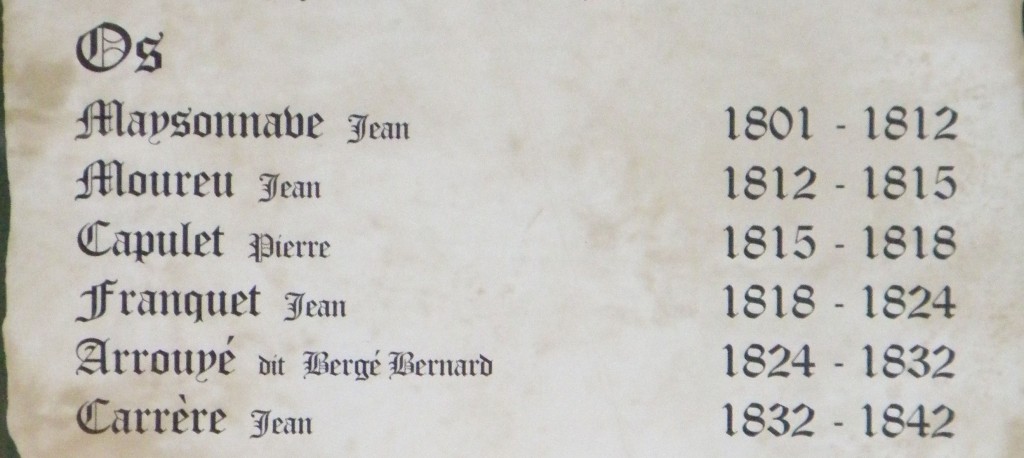 Os
Maysonnave Jean 1801 - 1812
Moureu Jean 1812 - 1815
Capulet Pierre 1815 - 1818
Franquet Jean 1818 - 1824
Arrouyé dit Bergé Bernard 1824 - 1832
Carrère Jean 1832 - 1842